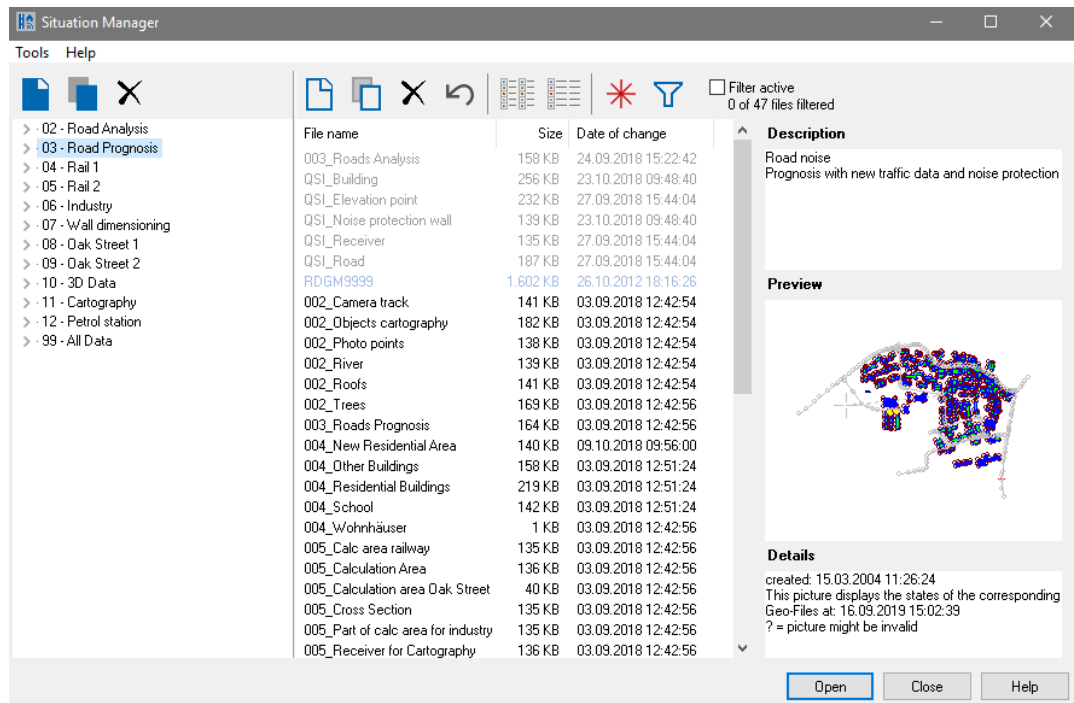 Situation Manager
Tools Help
Filter active
0 of 47 files filtered
02 - Road Analysis
03 - Road Prognosis
04 - Rail 1
05 - Rail 2
06 - Industry
07 - Wall dimensioning
08 - Oak Street 1
09 - Oak Street 2
10 - 3D Data
11 - Cartography
12 - Petrol station
99 - All Data
File name Size Date of change
003_Roads Analysis 158 KB 24.09.2018 15:22:42
QSI_Building 256 KB 23.10.2018 09:48:40
QSI_Elevation point 232 KB 27.09.2018 15:44:04
QSI_Noise protection wall 139 KB 23.10.2018 09:48:40
QSI_Receiver 135 KB 27.09.2018 15:44:04
QSI_Road 187 KB 27.09.2018 15:44:04
RDGM9999 1.602 KB 26.10.2012 18:16:26
002_Camera track 141 KB 03.09.2018 12:42:54
002_Objects cartography 182 KB 03.09.2018 12:42:54
002_Photo points 138 KB 03.09.2018 12:42:54
002_River 139 KB 03.09.2018 12:42:54
002_Roofs 141 KB 03.09.2018 12:42:54
002_Trees 169 KB 03.09.2018 12:42:56
003_Roads Prognosis 164 KB 03.09.2018 12:42:56
004_New Residential Area 140 KB 09.10.2018 09:56:00
004_Other Buildings 158 KB 03.09.2018 12:51:24
004_Residential Buildings 219 KB 03.09.2018 12:51:24
004_School 142 KB 03.09.2018 12:51:24
004_Wohnhäuser 1 KB 03.09.2018 12:42:56
005_Calc area railway 135 KB 03.09.2018 12:42:56
005_Calculation Area 136 KB 03.09.2018 12:42:56
005_Calculation area Oak Street 40 KB 03.09.2018 12:42:56
005_Cross Section 135 KB 03.09.2018 12:42:56
005_Part of calc area for industry 135 KB 03.09.2018 12:42:56
005_Receiver for Cartography 136 KB 03.09.2018 12:42:56
Description
Road noise
Prognosis with new traffic data and noise protection
Preview
Details
created: 15.03.2004 11:26:24
This picture displays the states of the corresponding
Geo-Files at: 16.09.2019 15:02:39
? = picture might be invalid
Open Close Help